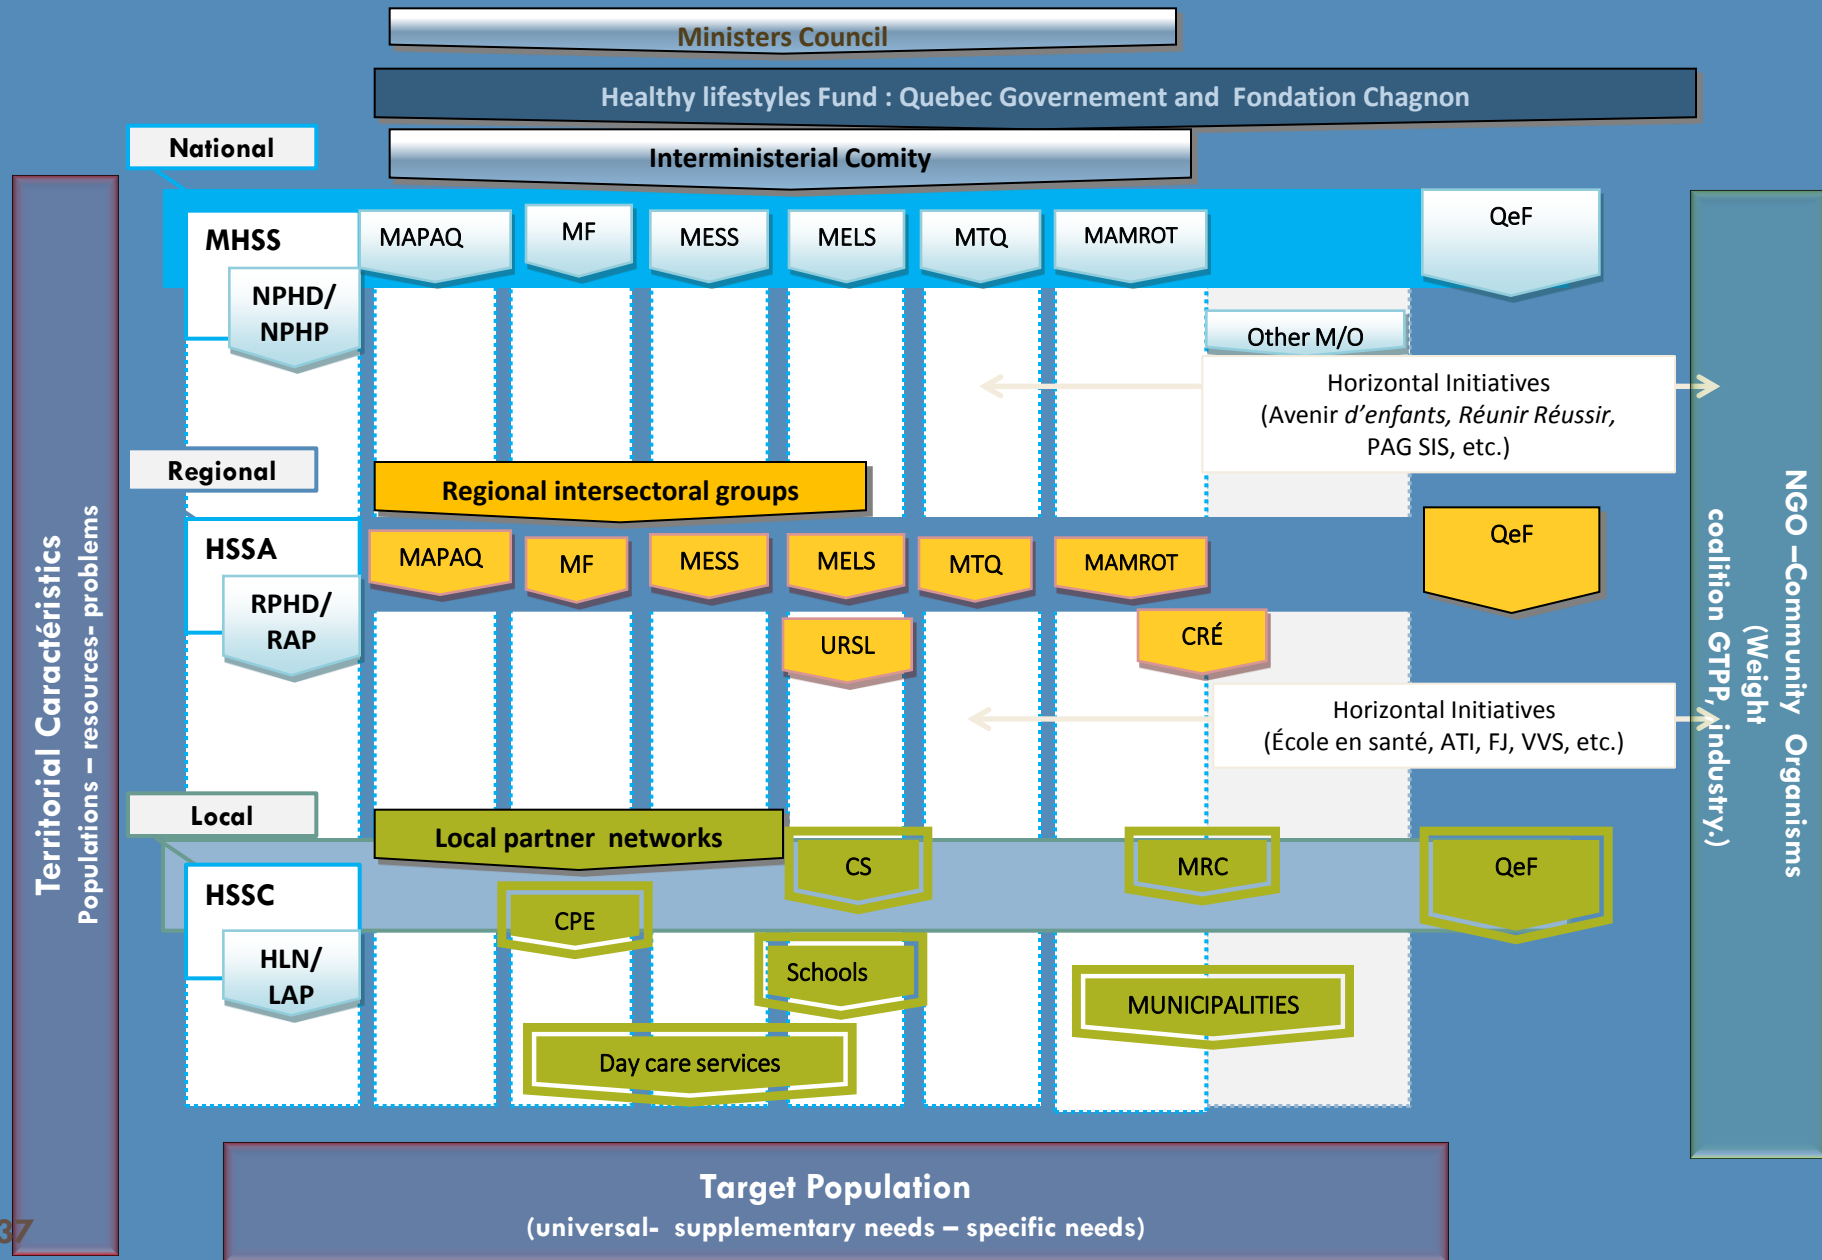 Ministers Council
Healthy lifestyles Fund : Quebec Governement and Fondation Chagnon
National
Interministerial Comity
MHSS
MAPAQ
MF
MESS
MELS
MTQ
MAMROT
QeF
NPHD/
NPHP
Other M/O
Horizontal Initiatives
(Avenir d'enfants, Réunir Réussir,
PAG SIS, etc.)
Regional
Regional intersectoral groups
HSSA
MAPAQ
MF
MESS
MELS
MTQ
MAMROT
QeF
RPHD/
RAP
URSL
CRÉ
Horizontal Initiatives
(École en santé, ATI, FJ, VVS, etc.)
Local
Local partner networks
CS
MRC
QeF
HSSC
CPE
HLN/
LAP
Schools
MUNICIPALITIES
Day care services
Territorial Caractéristics
Populations – resources- problems
NGO –Community Organisms
(Weight
coalition GTPP, industry.)
Target Population
(universal- supplementary needs – specific needs)
37